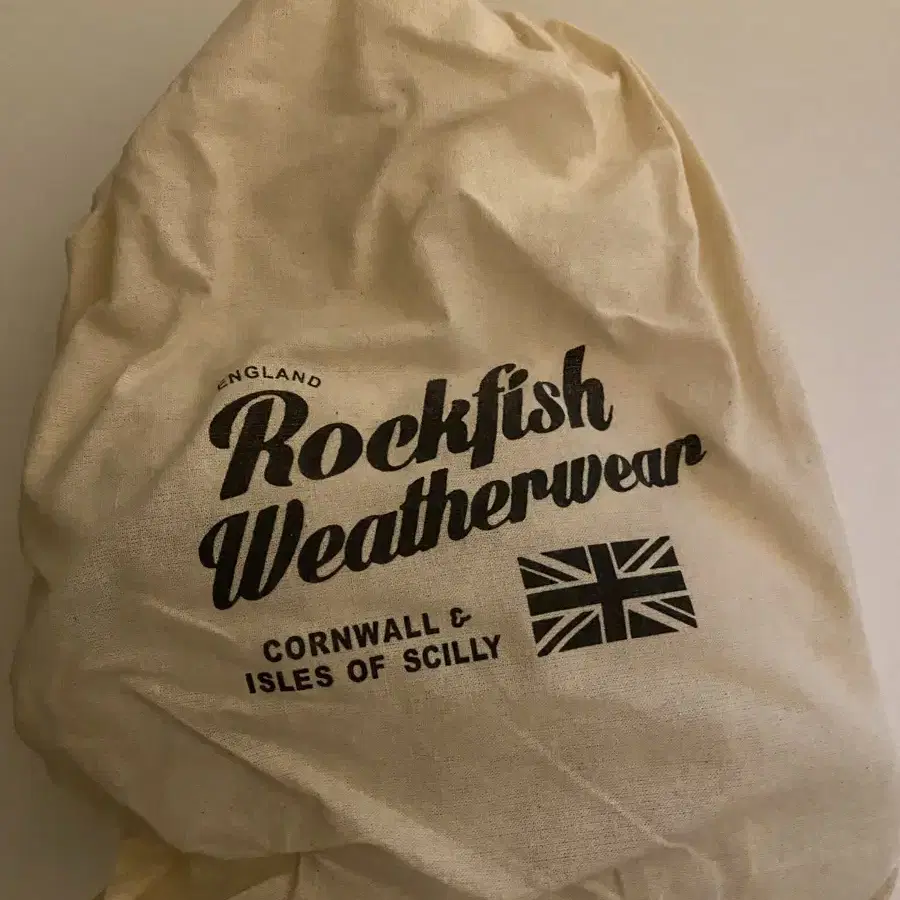 ENGLAND
Rockfish
Weatherwear
CORNWALL &
ISLES OF SCILLY